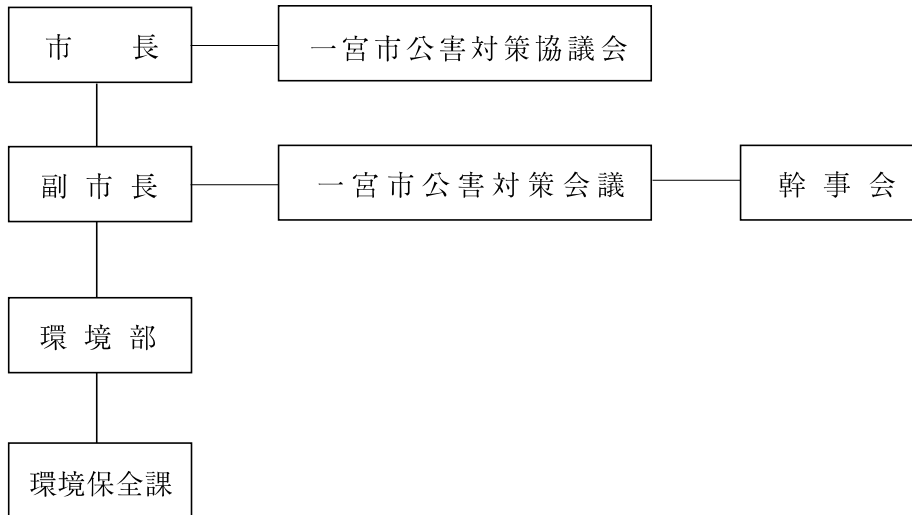 市長
一宮市公害対策協議会
副市長
一宮市公害対策会議
幹事会
環境部
環境保全課